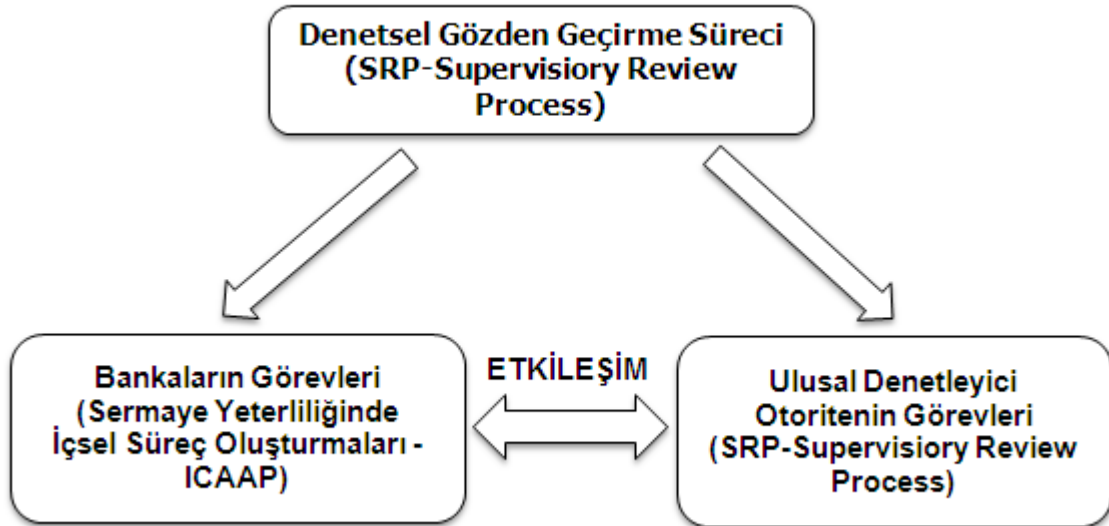 Denetsel Gözden Geçirme Süreci
(SRP-Supervisiory Review
Process)
Bankaların Görevleri
(Sermaye Yeterliliğinde
İçsel Süreç Oluşturmaları -
ICAAP)
ETKİLEŞİM
Ulusal Denetleyici
Otoritenin Görevleri
(SRP-Supervisiory Review
Process)